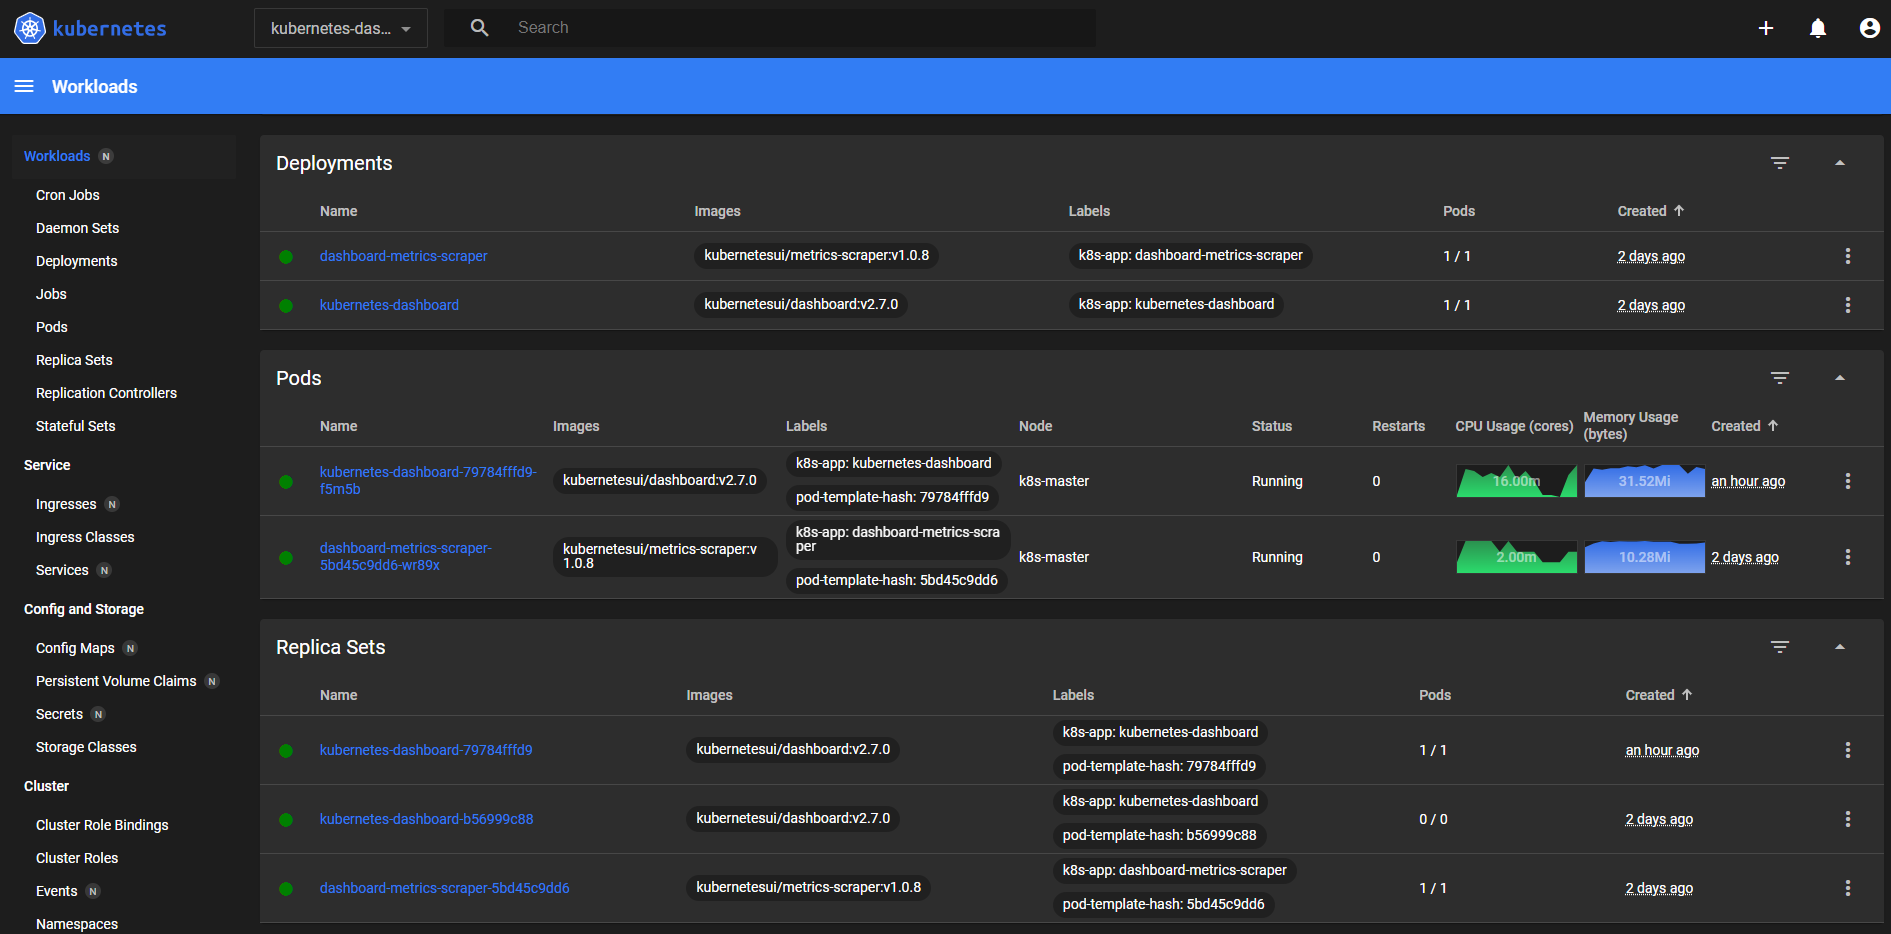 kubernetes
kubernetes-das...
Search
Workloads
Workloads N
Cron Jobs
Daemon Sets
Deployments
Jobs
Pods
Replica Sets
Replication Controllers
Stateful Sets
Service
Ingresses N
Ingress Classes
Services N
Config and Storage
Config Maps N
Persistent Volume Claims N
Secrets N
Storage Classes
Cluster
Cluster Role Bindings
Cluster Roles
Events N
Namespaces
Deployments
Name Images Labels Pods Created
dashboard-metrics-scraper kubernetesui/metrics-scraper:v1.0.8 k8s-app: dashboard-metrics-scraper 1 / 1 2 days ago
kubernetes-dashboard kubernetesui/dashboard:v2.7.0 k8s-app: kubernetes-dashboard 1 / 1 2 days ago
Pods
Name Images Labels Node Status Restarts CPU Usage (cores) Memory Usage
(bytes) Created
kubernetes-dashboard-79784fffd9-
f5m5b
kubernetesui/dashboard:v2.7.0
k8s-app: kubernetes-dashboard
pod-template-hash: 79784fffd9
k8s-master Running 0 16.00m 31.52Mi an hour ago
dashboard-metrics-scraper-
5bd45c9dd6-wr89x
kubernetesui/metrics-scraper:v
1.0.8
k8s-app: dashboard-metrics-scra
per
pod-template-hash: 5bd45c9dd6
k8s-master Running 0 2.00m 10.28Mi 2 days ago
Replica Sets
Name Images Labels Pods Created
kubernetes-dashboard-79784fffd9 kubernetesui/dashboard:v2.7.0
k8s-app: kubernetes-dashboard
pod-template-hash: 79784fffd9
1 / 1 an hour ago
kubernetes-dashboard-b56999c88 kubernetesui/dashboard:v2.7.0
k8s-app: kubernetes-dashboard
pod-template-hash: b56999c88
0 / 0 2 days ago
dashboard-metrics-scraper-5bd45c9dd6 kubernetesui/metrics-scraper:v1.0.8
k8s-app: dashboard-metrics-scraper
pod-template-hash: 5bd45c9dd6
1 / 1 2 days ago